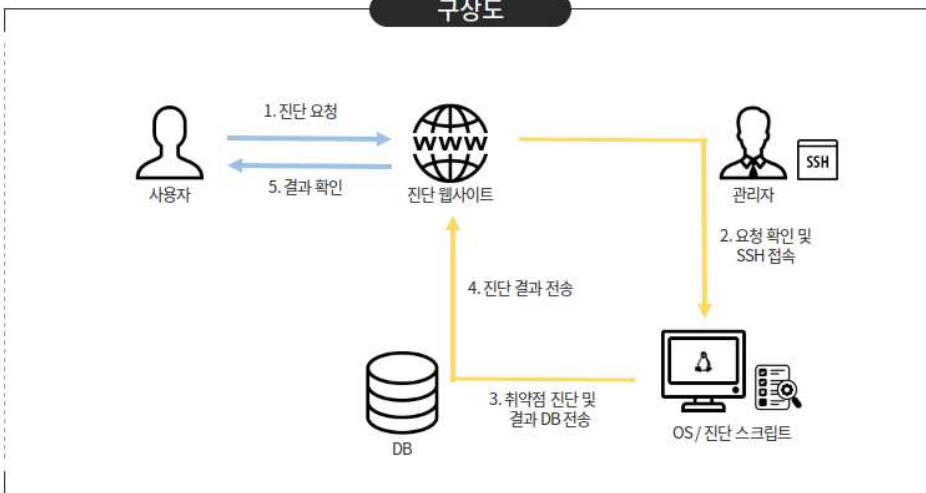 구상도
1. 진단 요청
WWW
SSH
5. 결과 확인
사용자
진단 웹사이트
관리자
2. 요청 확인 및
SSH 접속
4. 진단 결과 전송
3. 취약점 진단 및
결과 DB 전송
OS / 진단 스크립트
DB